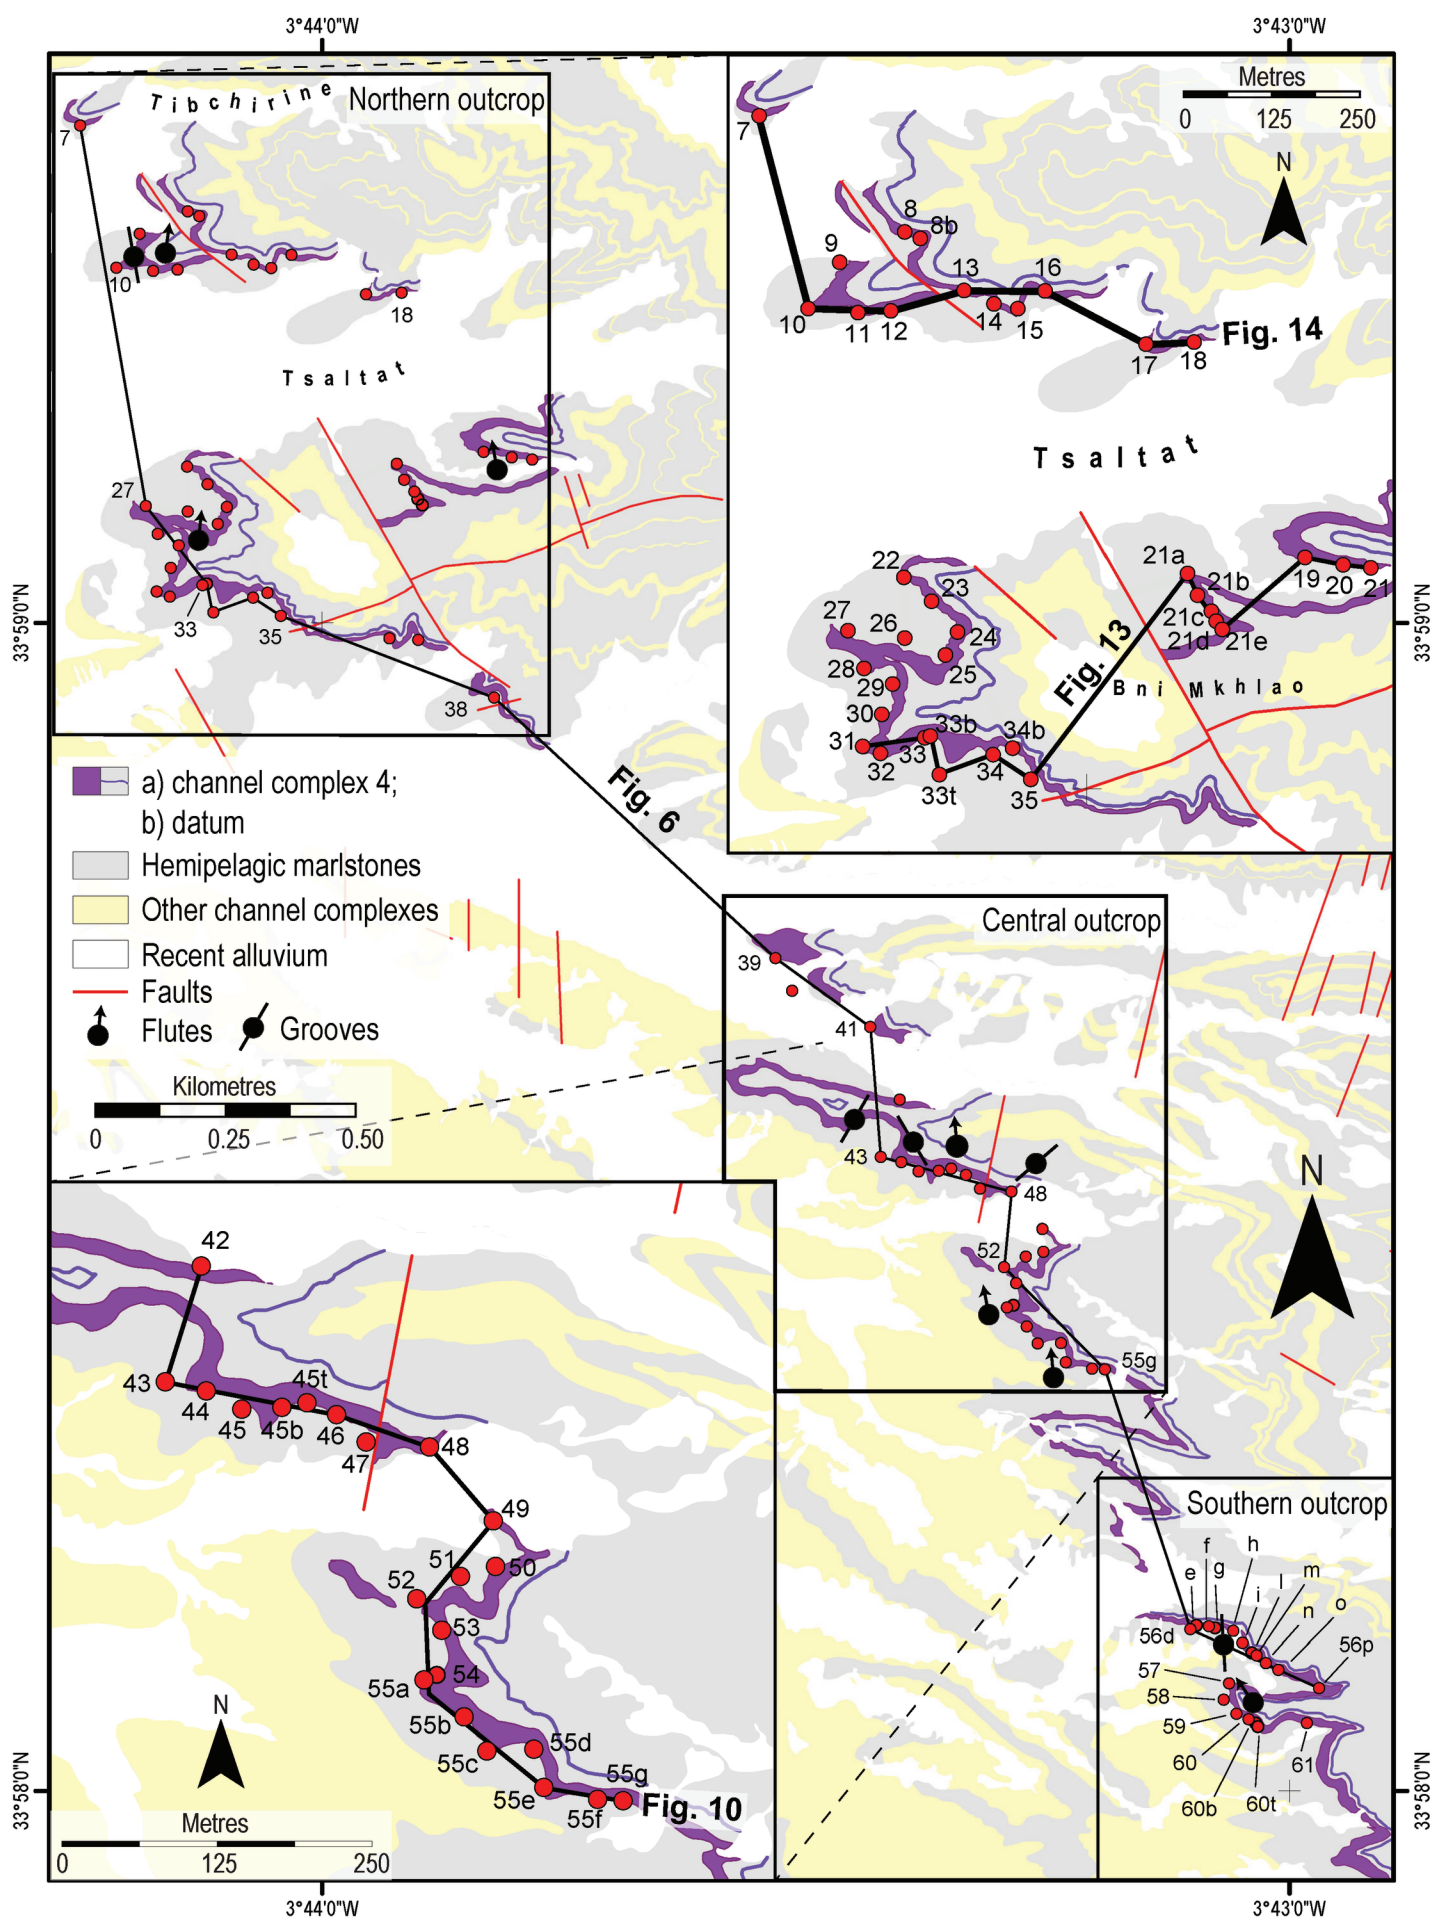 3°44'0"W
3°43'0"W
Tibchirine
Northern outcrop
7
10
18
Tsaltat
27
33
35
38
33°59'0"N
Metres
0 125 250
N
7
8
8b
9
10
11
12
13
14
15
16
17
18
Fig. 14
Tsaltat
19
20
21
21a
21b
21c
21d
21e
22
23
24
25
26
27
28
29
30
31
32
33
33b
33t
34
34b
35
Fig. 13
Bni Mkhlao
33°59'0"N
a) channel complex 4;
b) datum
Hemipelagic marlstones
Other channel complexes
Recent alluvium
Faults
Flutes
Grooves
Kilometres
0 0.25 0.50
Fig. 6
Central outcrop
39
41
43
48
52
55g
N
42
43
44
45
45b
45t
46
47
48
49
50
51
52
53
54
55a
55b
55c
55d
55e
55f
55g
Fig. 10
N
Metres
0 125 250
Southern outcrop
e
f
g
h
i
l
m
n
o
56d
56p
57
58
59
60
60b
60t
61
33°58'0"N
33°58'0"N
3°44'0"W
3°43'0"W